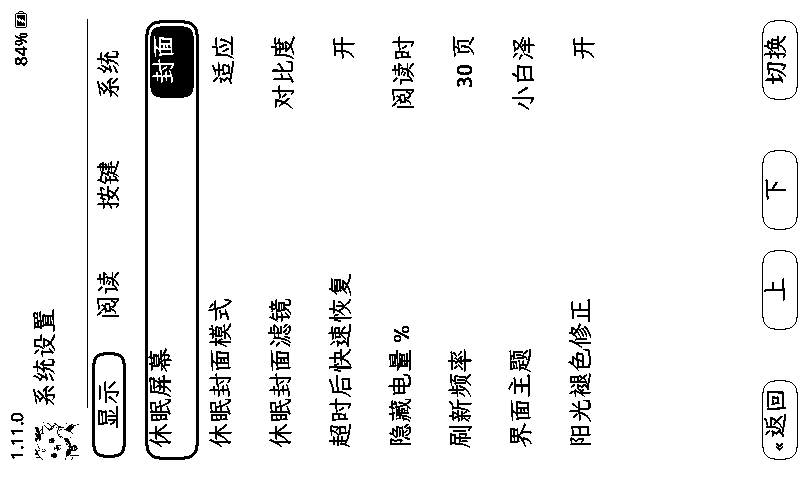 1.11.0 84%
系统设置
显示 阅读 按键 系统
休眠屏幕 封面
休眠封面模式 适应
休眠封面滤镜 对比度
超时后快速恢复 开
隐藏电量 % 阅读时
刷新频率 30 页
界面主题 小白泽
阳光褪色修正 开
« 返回 上 下 切换